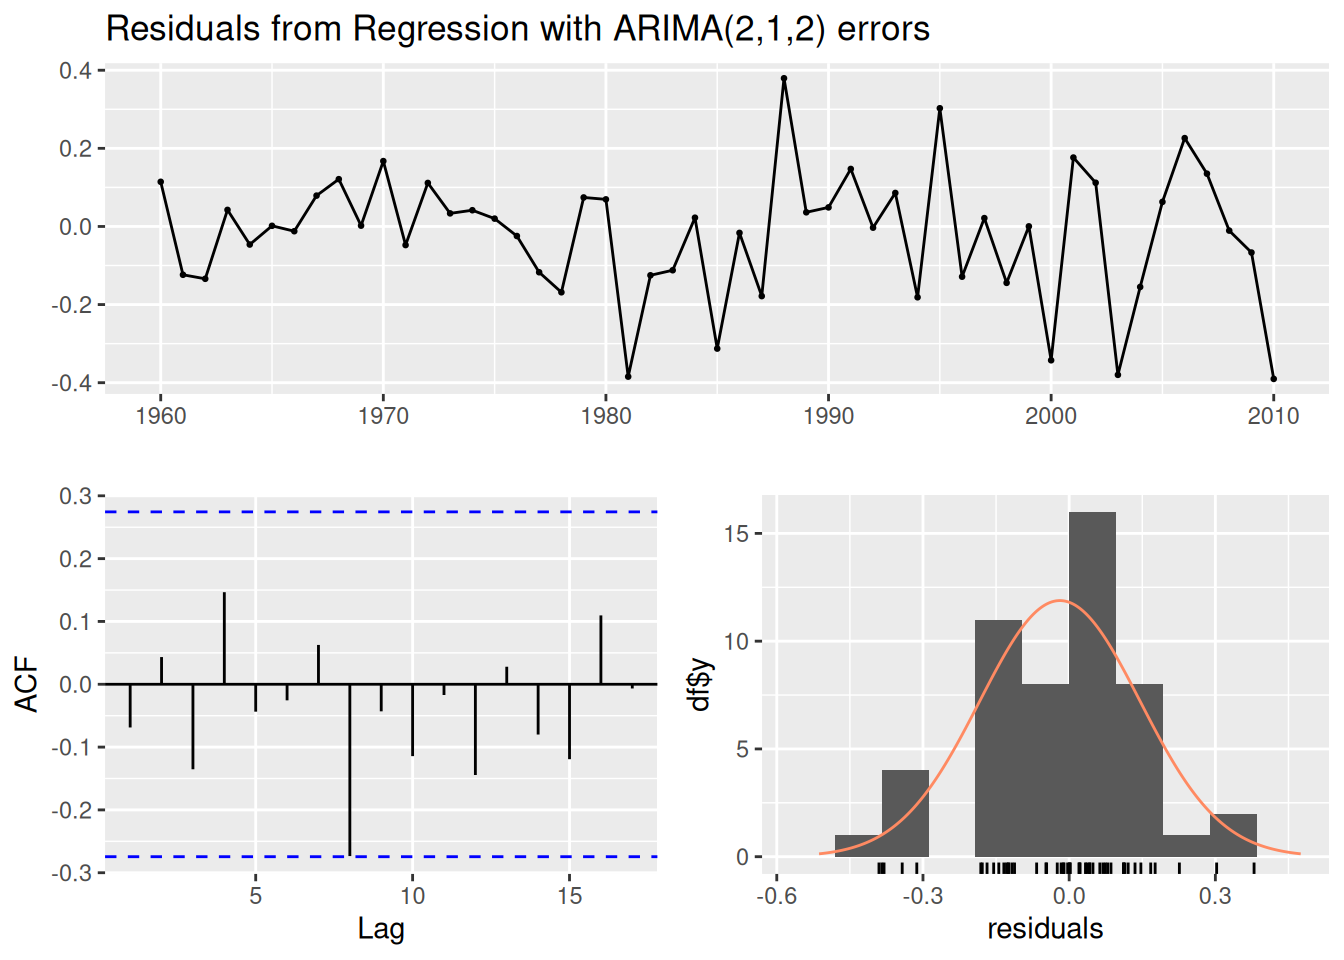 Residuals from Regression with ARIMA(2,1,2) errors
0.4
0.2
0.0
-0.2
-0.4
1960 1970 1980 1990 2000 2010
0.3
0.2
0.1
0.0
-0.1
-0.2
-0.3
ACF
5 10 15
Lag
15
10
5
0
df$y
-0.6 -0.3 0.0 0.3
residuals